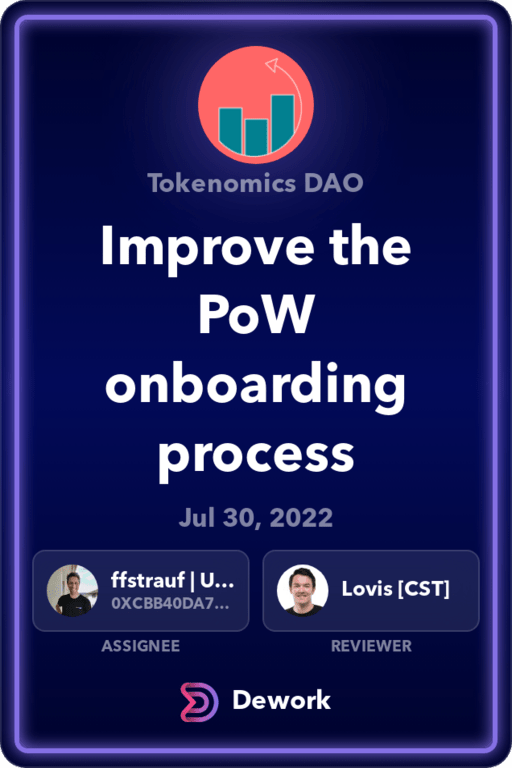 Tokenomics DAO
Improve the
PoW
onboarding
process
Jul 30, 2022
ffstrauf | U...
0XCBB40DA7...
Lovis [CST]
ASSIGNEE
REVIEWER
Dework